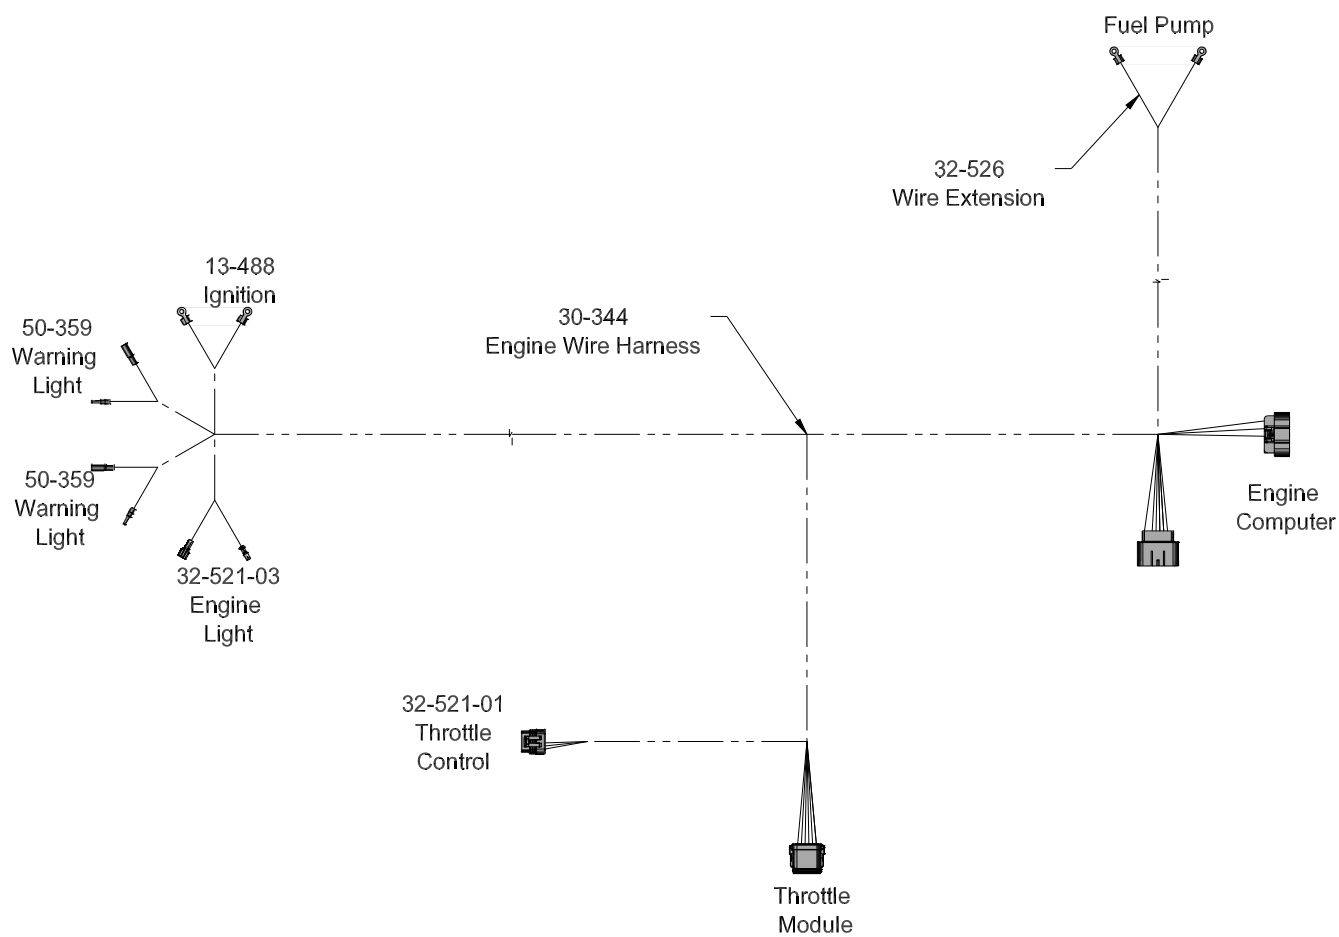 Fuel Pump
32-526
Wire Extension
13-488
Ignition
50-359
Warning
Light
30-344
Engine Wire Harness
50-359
Warning
Light
Engine
Computer
32-521-03
Engine
Light
32-521-01
Throttle
Control
Throttle
Module